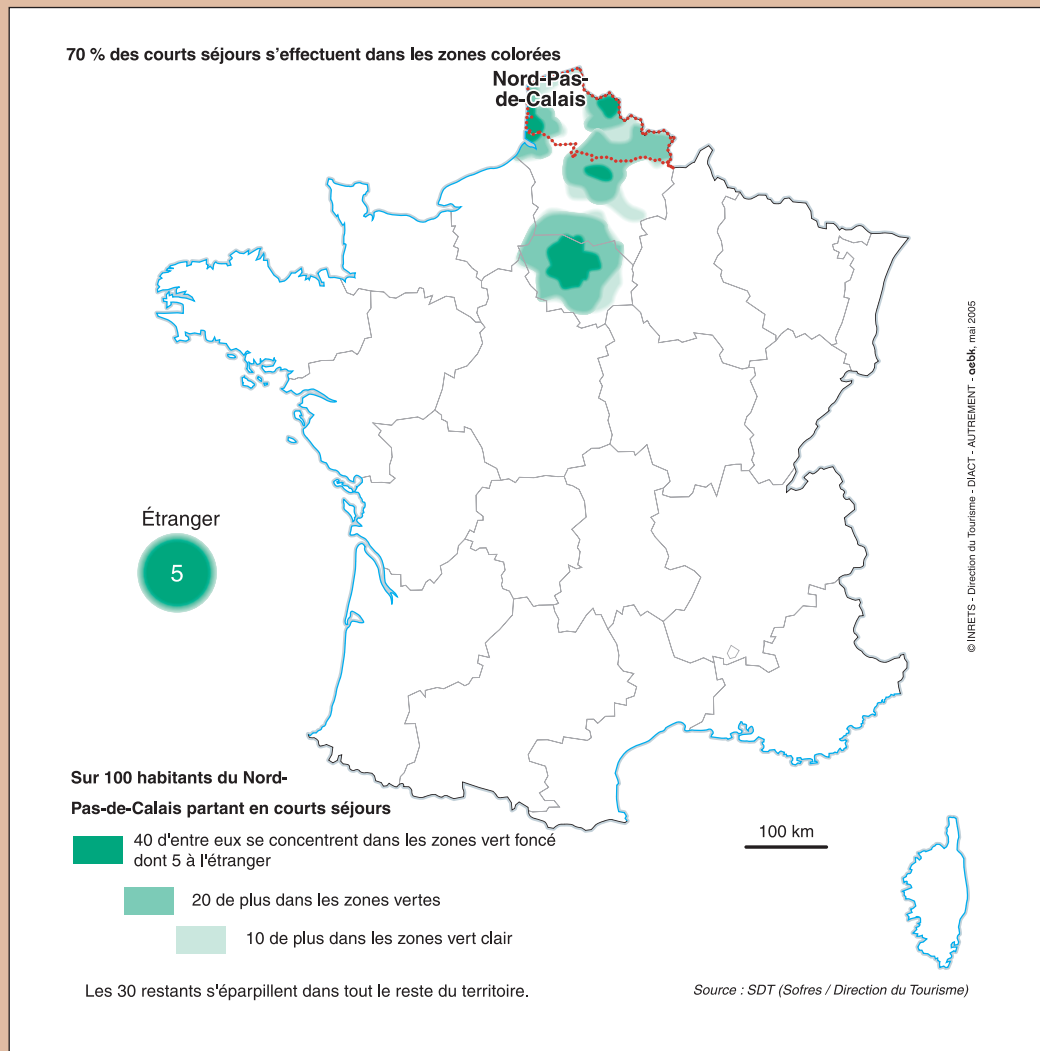 70 % des courts séjours s'effectuent dans les zones colorées
Nord-Pas-
de-Calais
© INRETS - Direction du Tourisme - DIACT - AUTREMENT - aebk, mai 2005
Étranger
5
Sur 100 habitants du Nord-
Pas-de-Calais partant en courts séjours
40 d'entre eux se concentrent dans les zones vert foncé
dont 5 à l'étranger
20 de plus dans les zones vertes
10 de plus dans les zones vert clair
Les 30 restants s'éparpillent dans tout le reste du territoire.
100 km
Source : SDT (Sofres / Direction du Tourisme)